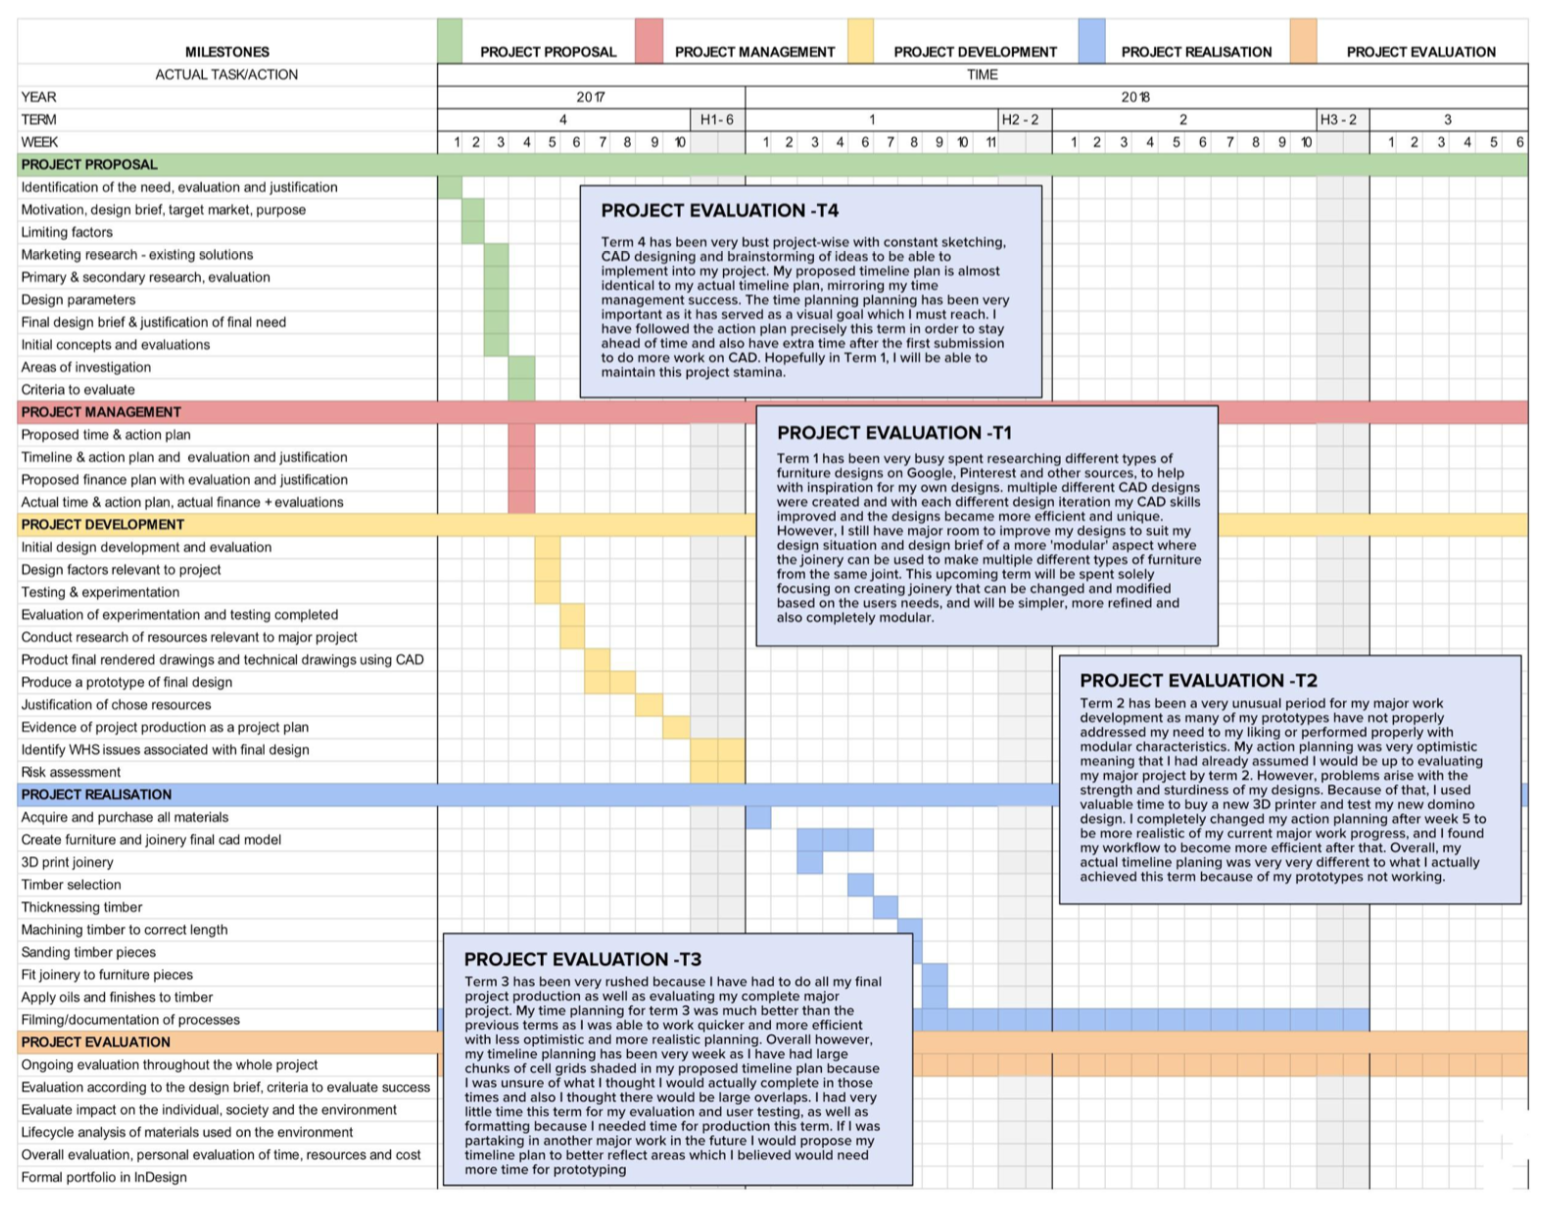 MILESTONES PROJECT PROPOSAL PROJECT MANAGEMENT PROJECT DEVELOPMENT PROJECT REALISATION PROJECT EVALUATION
ACTUAL TASK/ACTION TIME
YEAR 2017 2018
TERM 4 H1- 6 1 H2 - 2 2 H3 - 2 3
WEEK 1 2 3 4 5 6 7 8 9 10 1 2 3 4 5 6 7 8 9 10 11 1 2 3 4 5 6 7 8 9 10 1 2 3 4 5 6
PROJECT PROPOSAL
Identification of the need, evaluation and justification
Motivation, design brief, target market, purpose
Limiting factors
Marketing research - existing solutions
Primary & secondary research, evaluation
Design parameters
Final design brief & justification of final need
Initial concepts and evaluations
Areas of investigation
Criteria to evaluate
PROJECT MANAGEMENT
Proposed time & action plan
Timeline & action plan and evaluation and justification
Proposed finance plan with evaluation and justification
Actual time & action plan, actual finance + evaluations
PROJECT DEVELOPMENT
Initial design development and evaluation
Design factors relevant to project
Testing & experimentation
Evaluation of experimentation and testing completed
Conduct research of resources relevant to major project
Product final rendered drawings and technical drawings using CAD
Produce a prototype of final design
Justification of chose resources
Evidence of project production as a project plan
Identify WHS issues associated with final design
Risk assessment
PROJECT REALISATION
Acquire and purchase all materials
Create furniture and joinery final cad model
3D print joinery
Timber selection
Thicknessing timber
Machining timber to correct length
Sanding timber pieces
Fit joinery to furniture pieces
Apply oils and finishes to timber
Filming/documentation of processes
PROJECT EVALUATION
Ongoing evaluation throughout the whole project
Evaluation according to the design brief, criteria to evaluate success
Evaluate impact on the individual, society and the environment
Lifecycle analysis of materials used on the environment
Overall evaluation, personal evaluation of time, resources and cost
Formal portfolio in InDesign
PROJECT EVALUATION -T4
Term 4 has been very bust project-wise with constant sketching,
CAD designing and brainstorming of ideas to be able to
implement into my project. My proposed timeline plan is almost
identical to my actual timeline plan, mirroring my time
management success. The time planning planning has been very
important as it has served as a visual goal which I must reach. I
have followed the action plan precisely this term in order to stay
ahead of time and also have extra time after the first submission
to do more work on CAD. Hopefully in Term 1, I will be able to
maintain this project stamina.
PROJECT EVALUATION -T1
Term 1 has been very busy spent researching different types of
furniture designs on Google, Pinterest and other sources, to help
with inspiration for my own designs. multiple different CAD designs
were created and with each different design iteration my CAD skills
improved and the designs became more efficient and unique.
However, I still have major room to improve my designs to suit my
design situation and design brief of a more 'modular' aspect where
the joinery can be used to make multiple different types of furniture
from the same joint. This upcoming term will be spent solely
focusing on creating joinery that can be changed and modified
based on the users needs, and will be simpler, more refined and
also completely modular.
PROJECT EVALUATION -T2
Term 2 has been a very unusual period for my major work
development as many of my prototypes have not properly
addressed my need to my liking or performed properly with
modular characteristics. My action planning was very optimistic
meaning that I had already assumed I would be up to evaluating
my major project by term 2. However, problems arise with the
strength and sturdiness of my designs. Because of that, I used
valuable time to buy a new 3D printer and test my new domino
design. I completely changed my action planning after week 5 to
be more realistic of my current major work progress, and I found
my workflow to become more efficient after that. Overall, my
actual timeline planing was very very different to what I actually
achieved this term because of my prototypes not working.
PROJECT EVALUATION -T3
Term 3 has been very rushed because I have had to do all my final
project production as well as evaluating my complete major
project. My time planning for term 3 was much better than the
previous terms as I was able to work quicker and more efficient
with less optimistic and more realistic planning. Overall however,
my timeline planning has been very week as I have had large
chunks of cell grids shaded in my proposed timeline plan because
I was unsure of what I thought I would actually complete in those
times and also I thought there would be large overlaps. I had very
little time this term for my evaluation and user testing, as well as
formatting because I needed time for production this term. If I was
partaking in another major work in the future I would propose my
timeline plan to better reflect areas which I believed would need
more time for prototyping